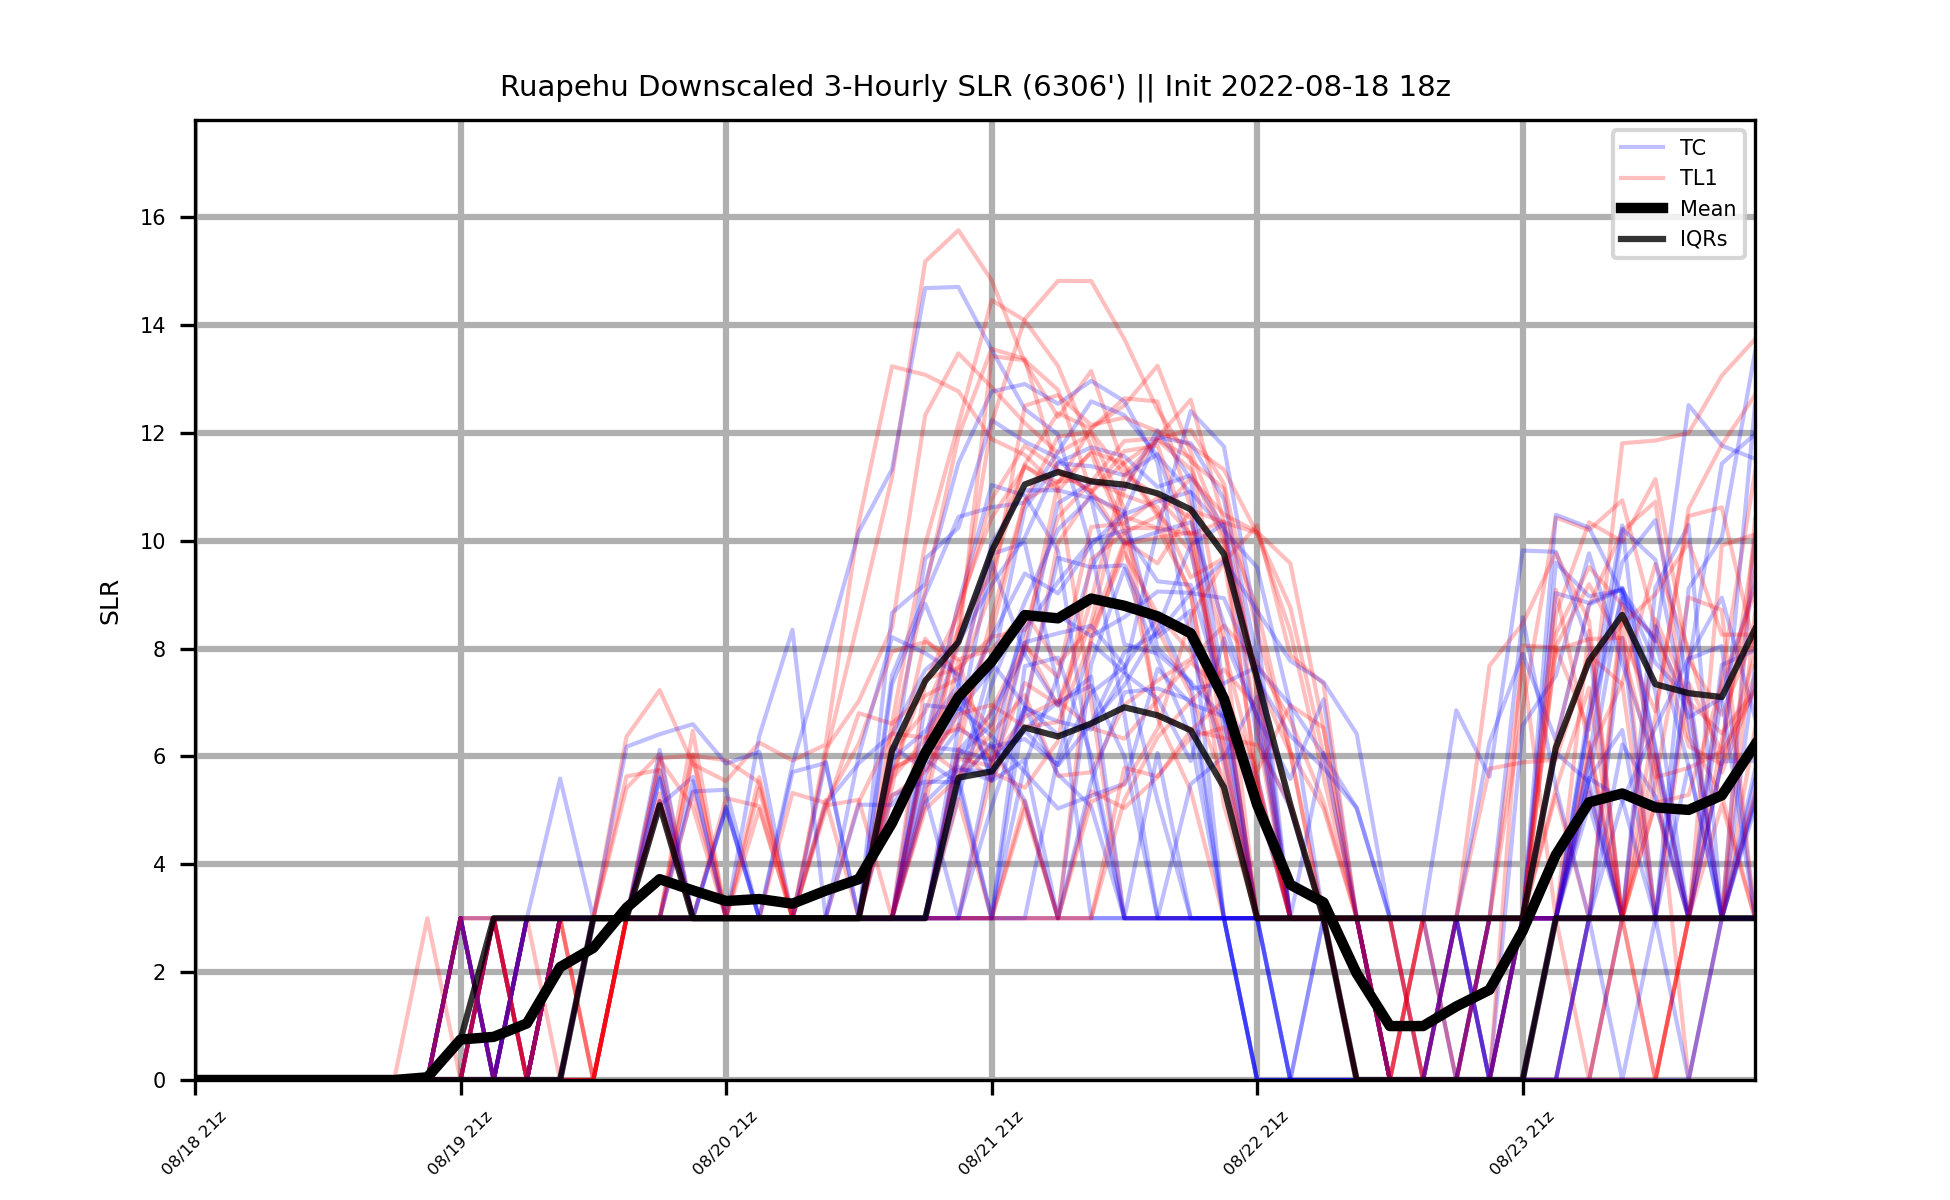 Ruapehu Downscaled 3-Hourly SLR (6306') || Init 2022-08-18 18z
TC
TL1
Mean
IQRs
SLR
16
14
12
10
8
6
4
2
0
08/18 21z
08/19 21z
08/20 21z
08/21 21z
08/22 21z
08/23 21z